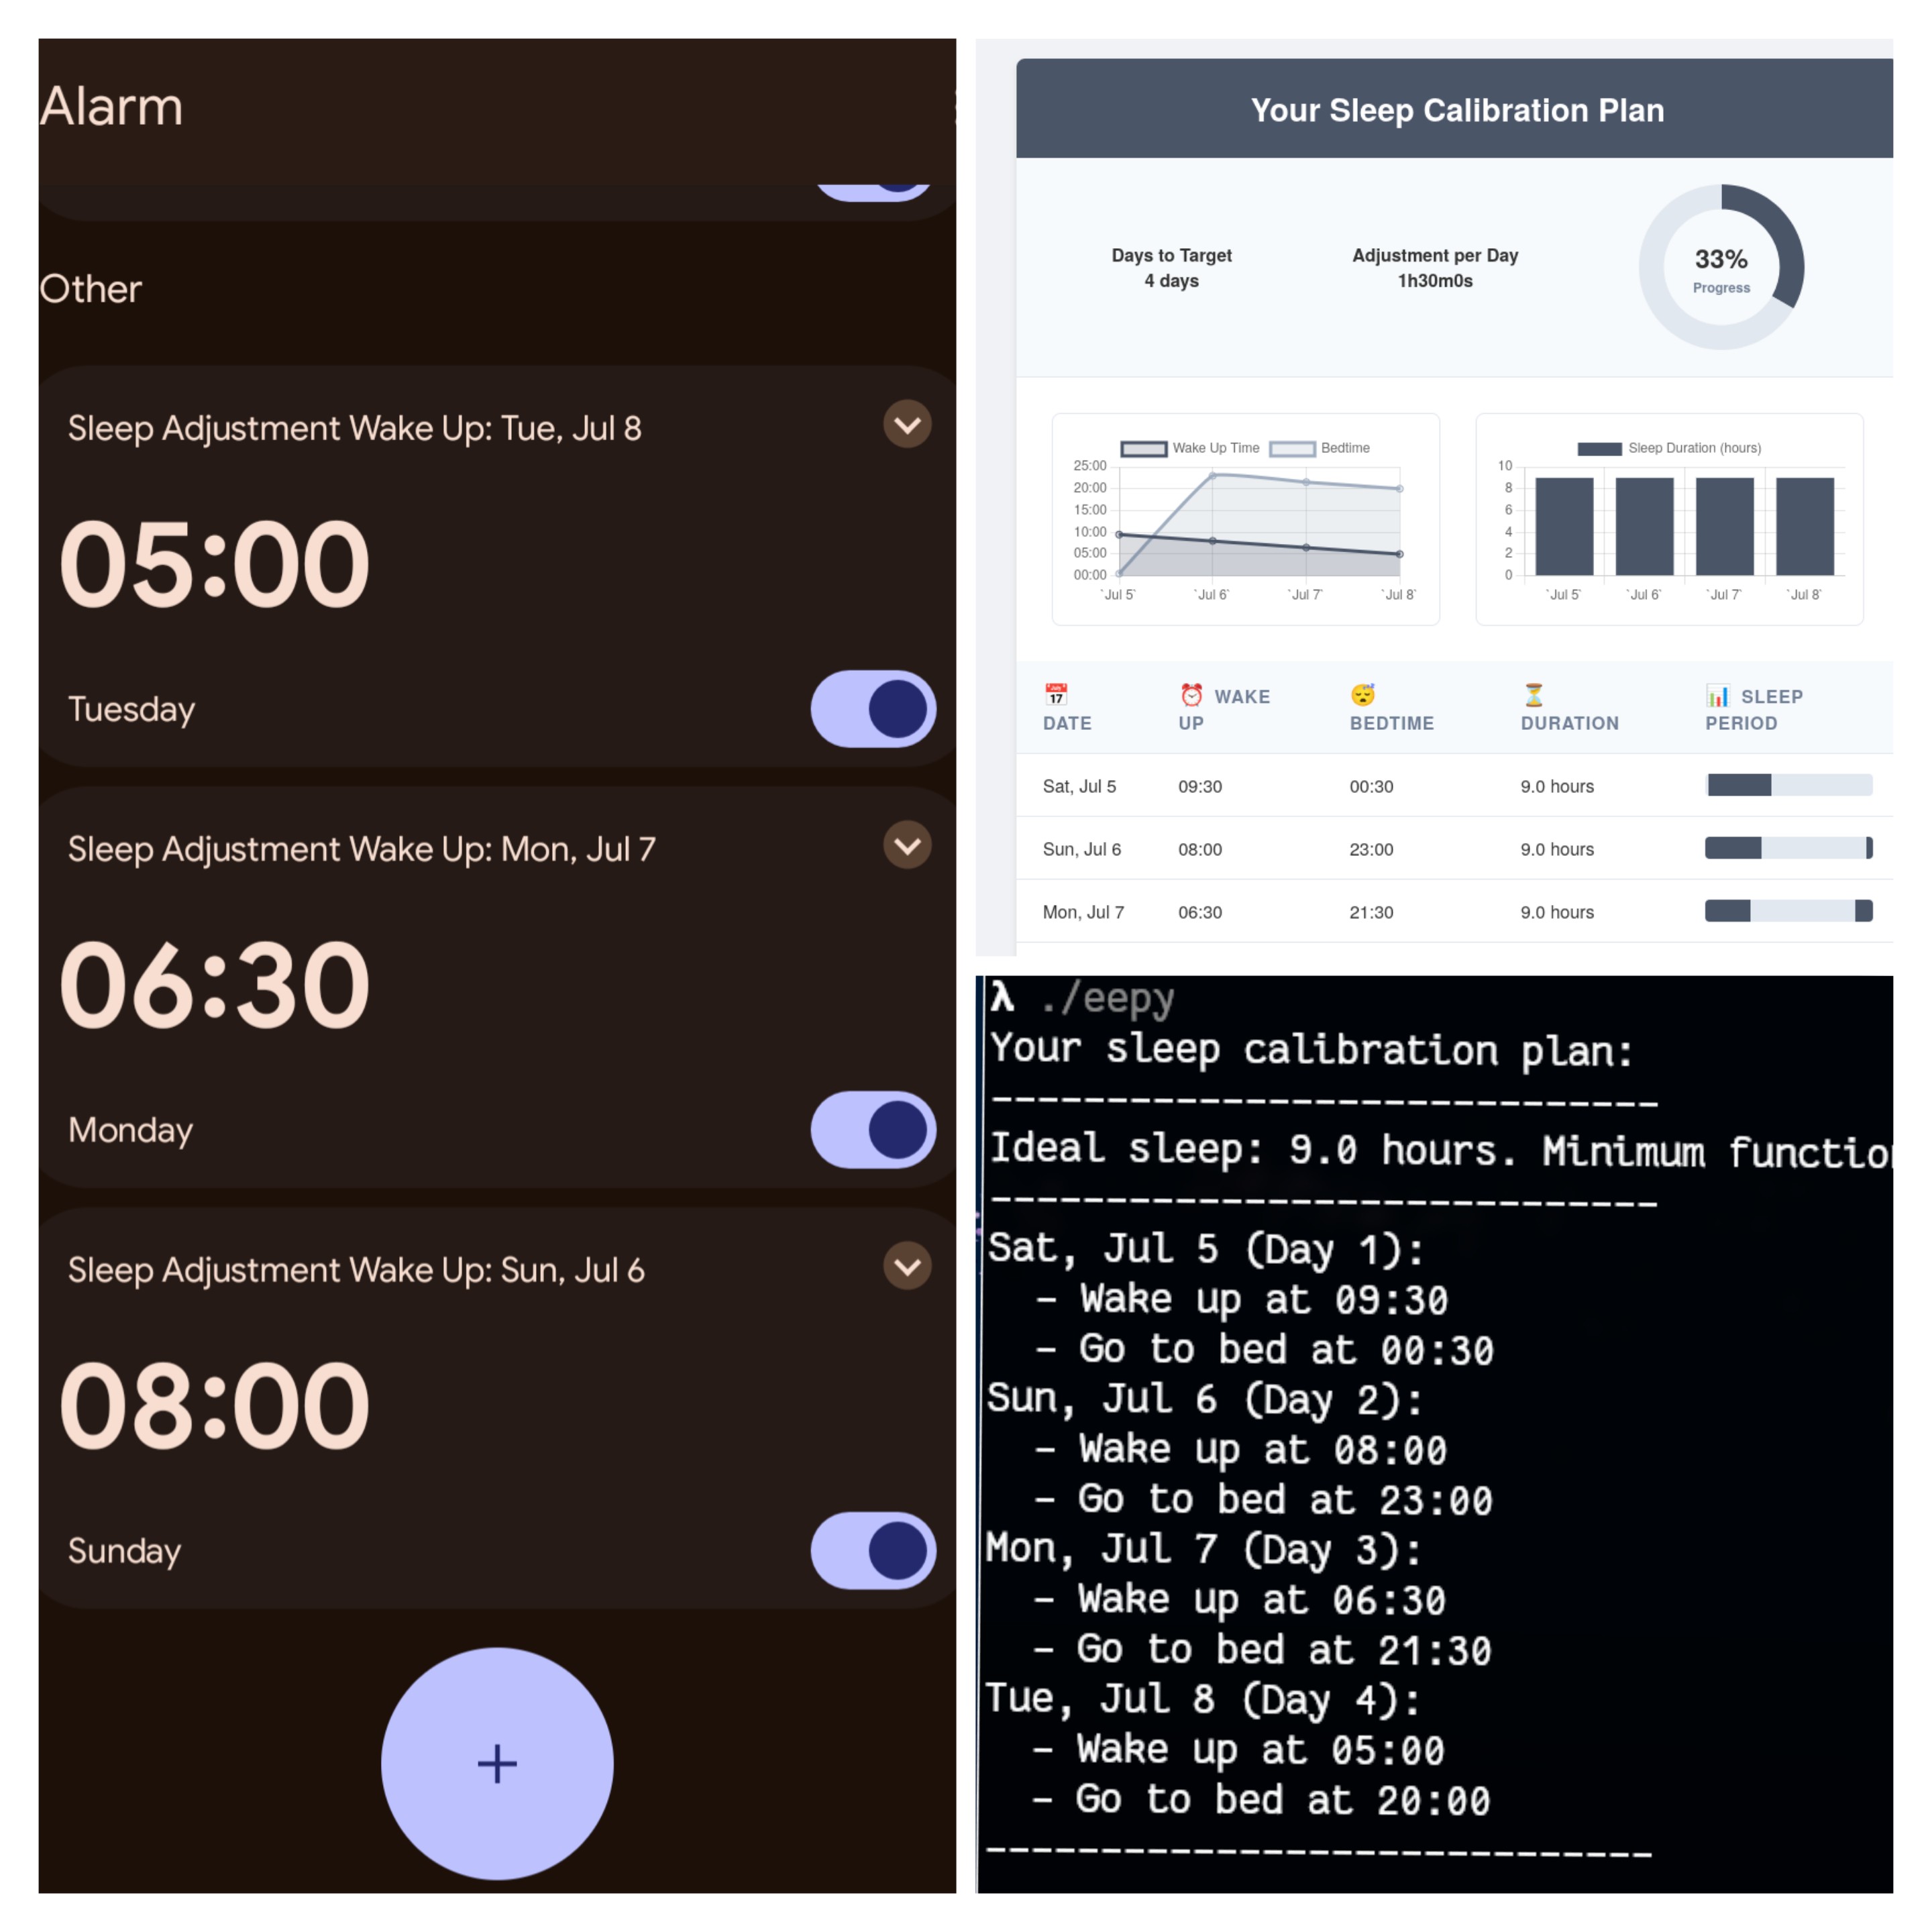 Alarm
Other
Sleep Adjustment Wake Up: Tue, Jul 8
05:00
Tuesday
Sleep Adjustment Wake Up: Mon, Jul 7
06:30
Monday
Sleep Adjustment Wake Up: Sun, Jul 6
08:00
Sunday
+
Your Sleep Calibration Plan
Days to Target
4 days
Adjustment per Day
1h30m0s
33%
Progress
Wake Up Time Bedtime
25:00
20:00
15:00
10:00
05:00
00:00
`Jul 5` `Jul 6` `Jul 7` `Jul 8`
Sleep Duration (hours)
10
8
6
4
2
0
`Jul 5` `Jul 6` `Jul 7` `Jul 8`
17
DATE
WAKE UP
BEDTIME
DURATION
SLEEP PERIOD
Sat, Jul 5 09:30 00:30 9.0 hours
Sun, Jul 6 08:00 23:00 9.0 hours
Mon, Jul 7 06:30 21:30 9.0 hours
λ ./eepy
Your sleep calibration plan:
-----------------------------
Ideal sleep: 9.0 hours. Minimum functio
-----------------------------
Sat, Jul 5 (Day 1):
- Wake up at 09:30
- Go to bed at 00:30
Sun, Jul 6 (Day 2):
- Wake up at 08:00
- Go to bed at 23:00
Mon, Jul 7 (Day 3):
- Wake up at 06:30
- Go to bed at 21:30
Tue, Jul 8 (Day 4):
- Wake up at 05:00
- Go to bed at 20:00
-----------------------------